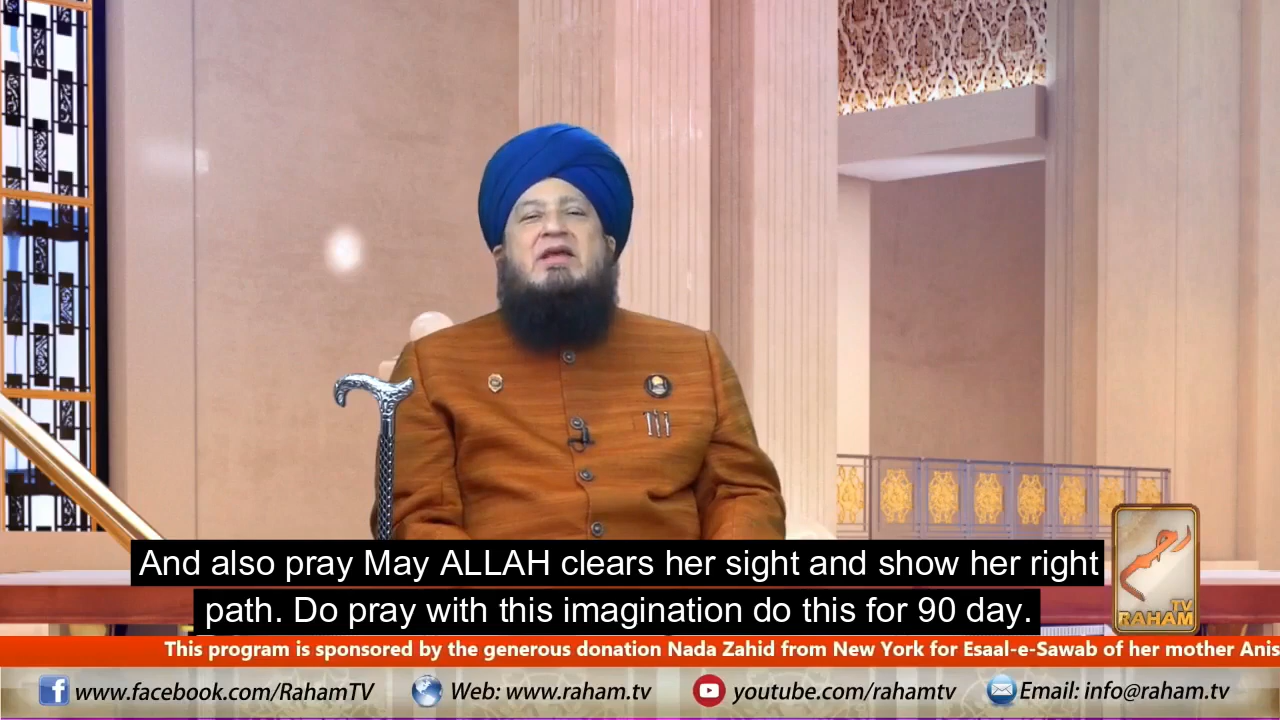 And also pray May ALLAH clears her sight and show her right
path. Do pray with this imagination do this for 90 day.
رحم
TV
RAHAM
This program is sponsored by the generous donation Nada Zahid from New York for Esaal-e-Sawab of her mother Anis
www.facebook.com/RahamTV Web: www.raham.tv youtube.com/rahamtv Email: info@raham.tv